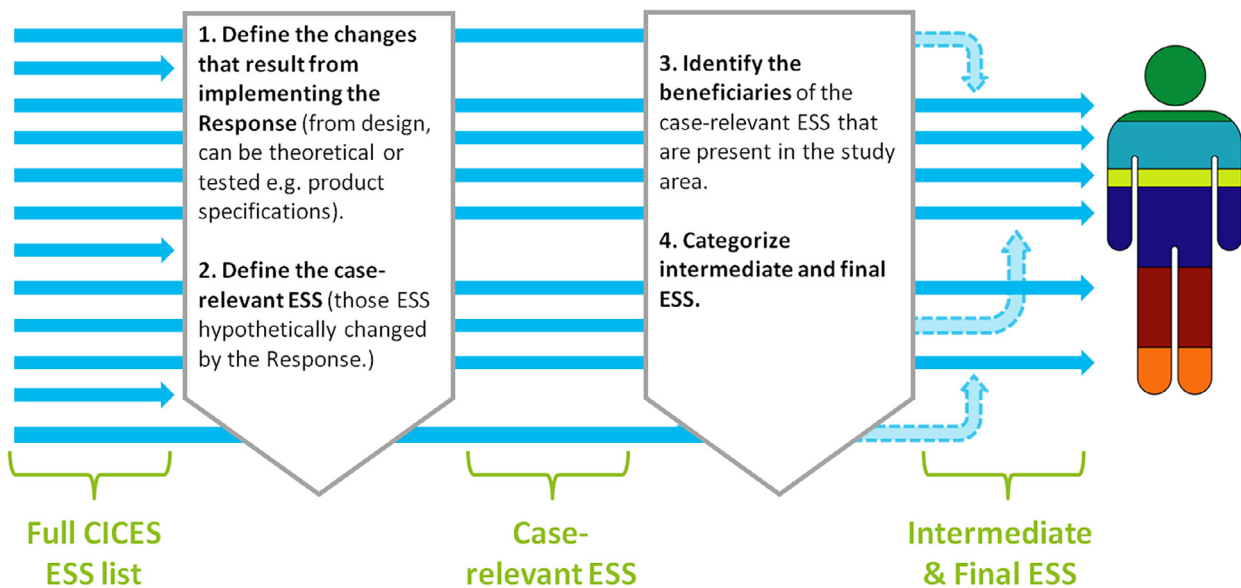 1. Define the changes
that result from
implementing the
Response (from design,
can be theoretical or
tested e.g. product
specifications).
2. Define the case-
relevant ESS (those ESS
hypothetically changed
by the Response.)
3. Identify the
beneficiaries of the
case-relevant ESS that
are present in the study
area.
4. Categorize
intermediate and final
ESS.
Full CICES
ESS list
Case-
relevant ESS
Intermediate
& Final ESS